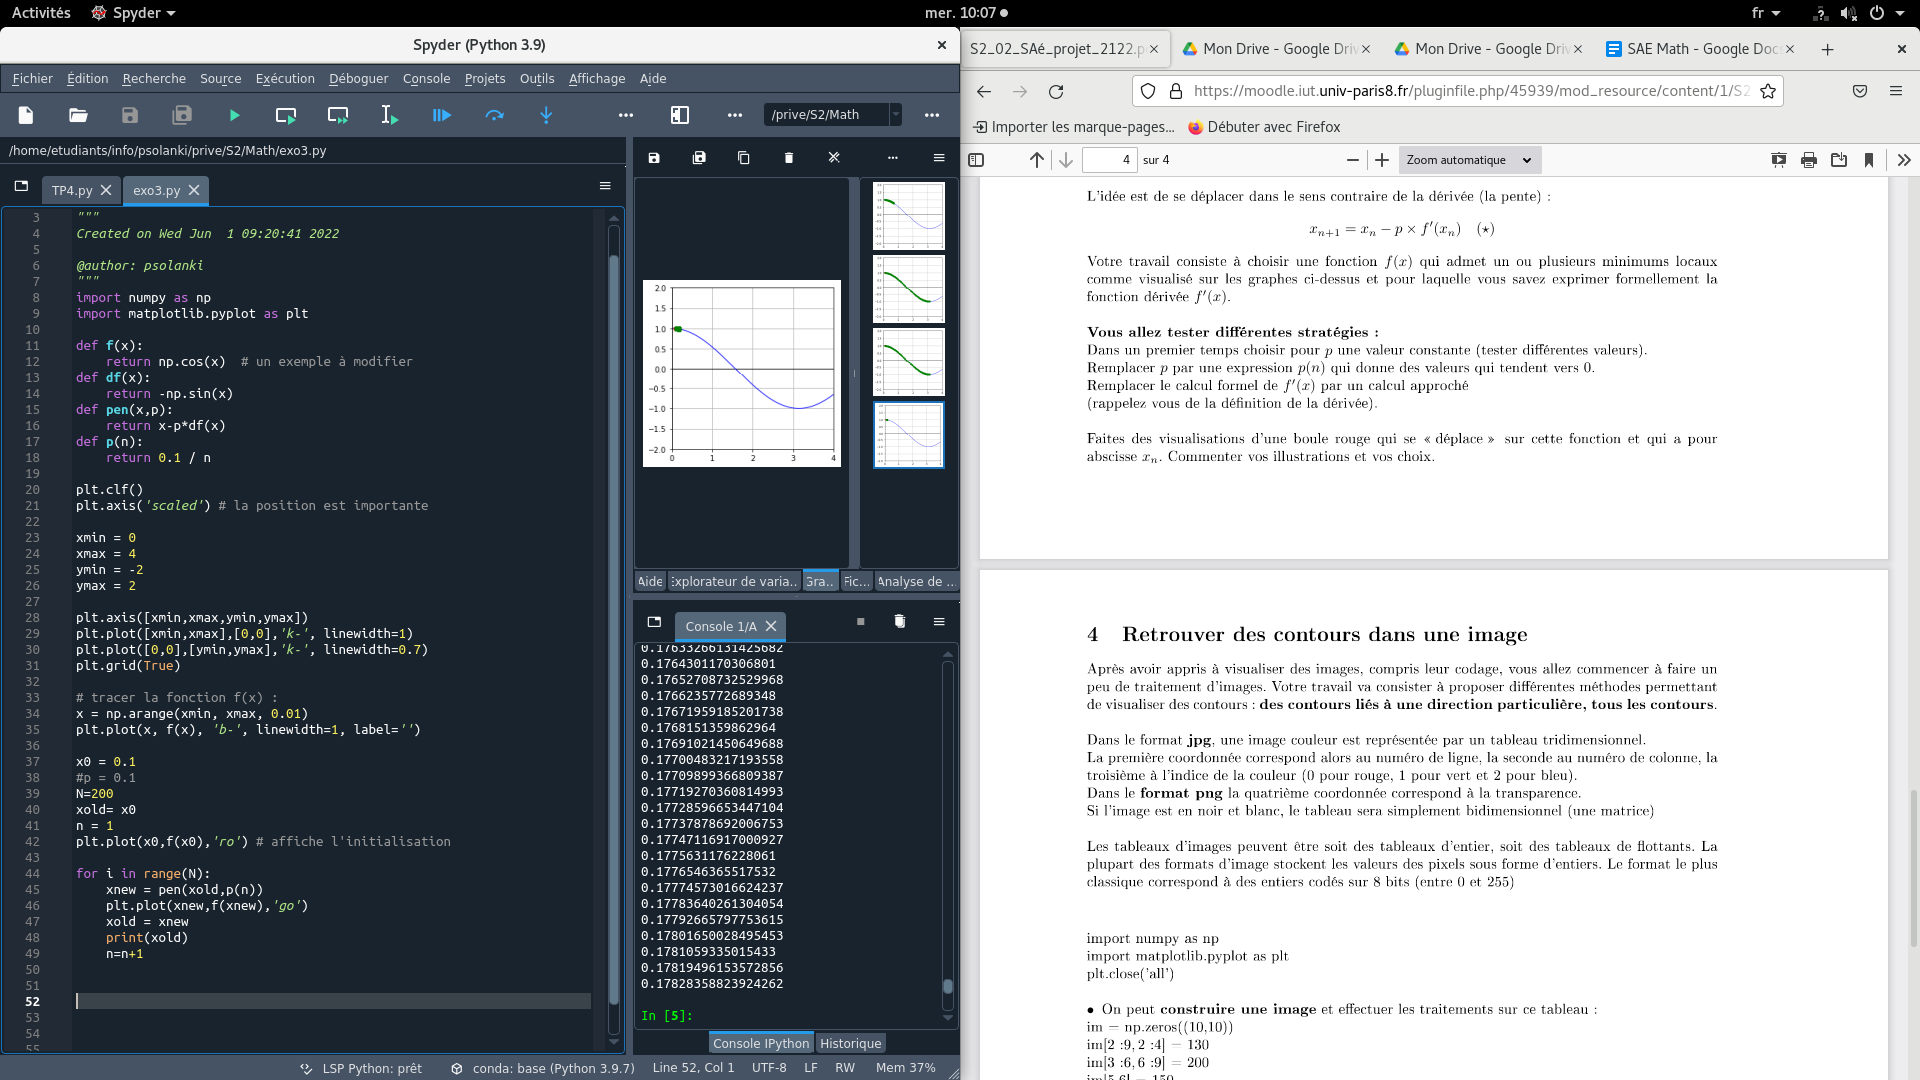 Activités
Spyder
mer. 10:07
fr
Spyder (Python 3.9)
Fichier Édition Recherche Source Exécution Déboguer Console Projets Outils Affichage Aide
/prive/S2/Math
/home/etudiants/info/psolanki/prive/S2/Math/exo3.py
TP4.py
exo3.py
3 """
4 Created on Wed Jun  1 09:20:41 2022
5
6 @author: psolanki
7 """
8 import numpy as np
9 import matplotlib.pyplot as plt
10
11 def f(x):
12     return np.cos(x)  # un exemple à modifier
13 def df(x):
14     return -np.sin(x)
15 def pen(x,p):
16     return x-p*df(x)
17 def p(n):
18     return 0.1 / n
19
20 plt.clf()
21 plt.axis('scaled') # la position est importante
22
23 xmin = 0
24 xmax = 4
25 ymin = -2
26 ymax = 2
27
28 plt.axis([xmin,xmax,ymin,ymax])
29 plt.plot([xmin,xmax],[0,0],'k-', linewidth=1)
30 plt.plot([0,0],[ymin,ymax],'k-', linewidth=0.7)
31 plt.grid(True)
32
33 # tracer la fonction f(x) :
34 x = np.arange(xmin, xmax, 0.01)
35 plt.plot(x, f(x), 'b-', linewidth=1, label='')
36
37 x0 = 0.1
38 #p = 0.1
39 N=200
40 xold= x0
41 n = 1
42 plt.plot(x0,f(x0),'ro') # affiche l'initialisation
43
44 for i in range(N):
45     xnew = pen(xold,p(n))
46     plt.plot(xnew,f(xnew),'go')
47     xold = xnew
48     print(xold)
49     n=n+1
50
51
52
53
54
55
2.0
1.5
1.0
0.5
0.0
−0.5
−1.0
−1.5
−2.0
0 1 2 3 4
Aide
Explorateur de varia..
Gra..
Fic...
Analyse de ...
Console 1/A
0.17633266131425682
0.1764301170306801
0.17652708732529968
0.1766235772689348
0.17671959185201738
0.1768151359862964
0.17691021450649688
0.17700483217193558
0.17709899366809387
0.17719270360814993
0.17728596653447104
0.17737878692006753
0.17747116917000927
0.1775631176228061
0.1776546365517532
0.17774573016624237
0.17783640261304054
0.17792665797753615
0.17801650028495453
0.1781059335015433
0.17819496153572856
0.17828358823924262
In [5]:
Console IPython
Historique
LSP Python: prêt
conda: base (Python 3.9.7)
Line 52, Col 1
UTF-8
LF
RW
Mem 37%
S2_02_SAé_projet_2122.p
Mon Drive - Google Driv
Mon Drive - Google Driv
SAE Math - Google Doc
https://moodle.iut.univ-paris8.fr/pluginfile.php/45939/mod_resource/content/1/S2
Importer les marque-pages...
Débuter avec Firefox
4 sur 4
Zoom automatique
L'idée est de se déplacer dans le sens contraire de la dérivée (la pente) :
xn+1 = xn − p × f′(xn) (⋆)
Votre travail consiste à choisir une fonction f(x) qui admet un ou plusieurs minimums locaux
comme visualisé sur les graphes ci-dessus et pour laquelle vous savez exprimer formellement la
fonction dérivée f′(x).
Vous allez tester différentes stratégies :
Dans un premier temps choisir pour p une valeur constante (tester différentes valeurs).
Remplacer p par une expression p(n) qui donne des valeurs qui tendent vers 0.
Remplacer le calcul formel de f′(x) par un calcul approché
(rappelez vous de la définition de la dérivée).
Faites des visualisations d'une boule rouge qui se « déplace » sur cette fonction et qui a pour
abscisse xn. Commenter vos illustrations et vos choix.
4 Retrouver des contours dans une image
Après avoir appris à visualiser des images, compris leur codage, vous allez commencer à faire un
peu de traitement d'images. Votre travail va consister à proposer différentes méthodes permettant
de visualiser des contours : des contours liés à une direction particulière, tous les contours.
Dans le format jpg, une image couleur est représentée par un tableau tridimensionnel.
La première coordonnée correspond alors au numéro de ligne, la seconde au numéro de colonne, la
troisième à l'indice de la couleur (0 pour rouge, 1 pour vert et 2 pour bleu).
Dans le format png la quatrième coordonnée correspond à la transparence.
Si l'image est en noir et blanc, le tableau sera simplement bidimensionnel (une matrice)
Les tableaux d'images peuvent être soit des tableaux d'entier, soit des tableaux de flottants. La
plupart des formats d'image stockent les valeurs des pixels sous forme d'entiers. Le format le plus
classique correspond à des entiers codés sur 8 bits (entre 0 et 255)
import numpy as np
import matplotlib.pyplot as plt
plt.close('all')
• On peut construire une image et effectuer les traitements sur ce tableau :
im = np.zeros((10,10))
im[2 :9, 2 :4] = 130
im[3 :6, 6 :9] = 200
im[5,6] = 150